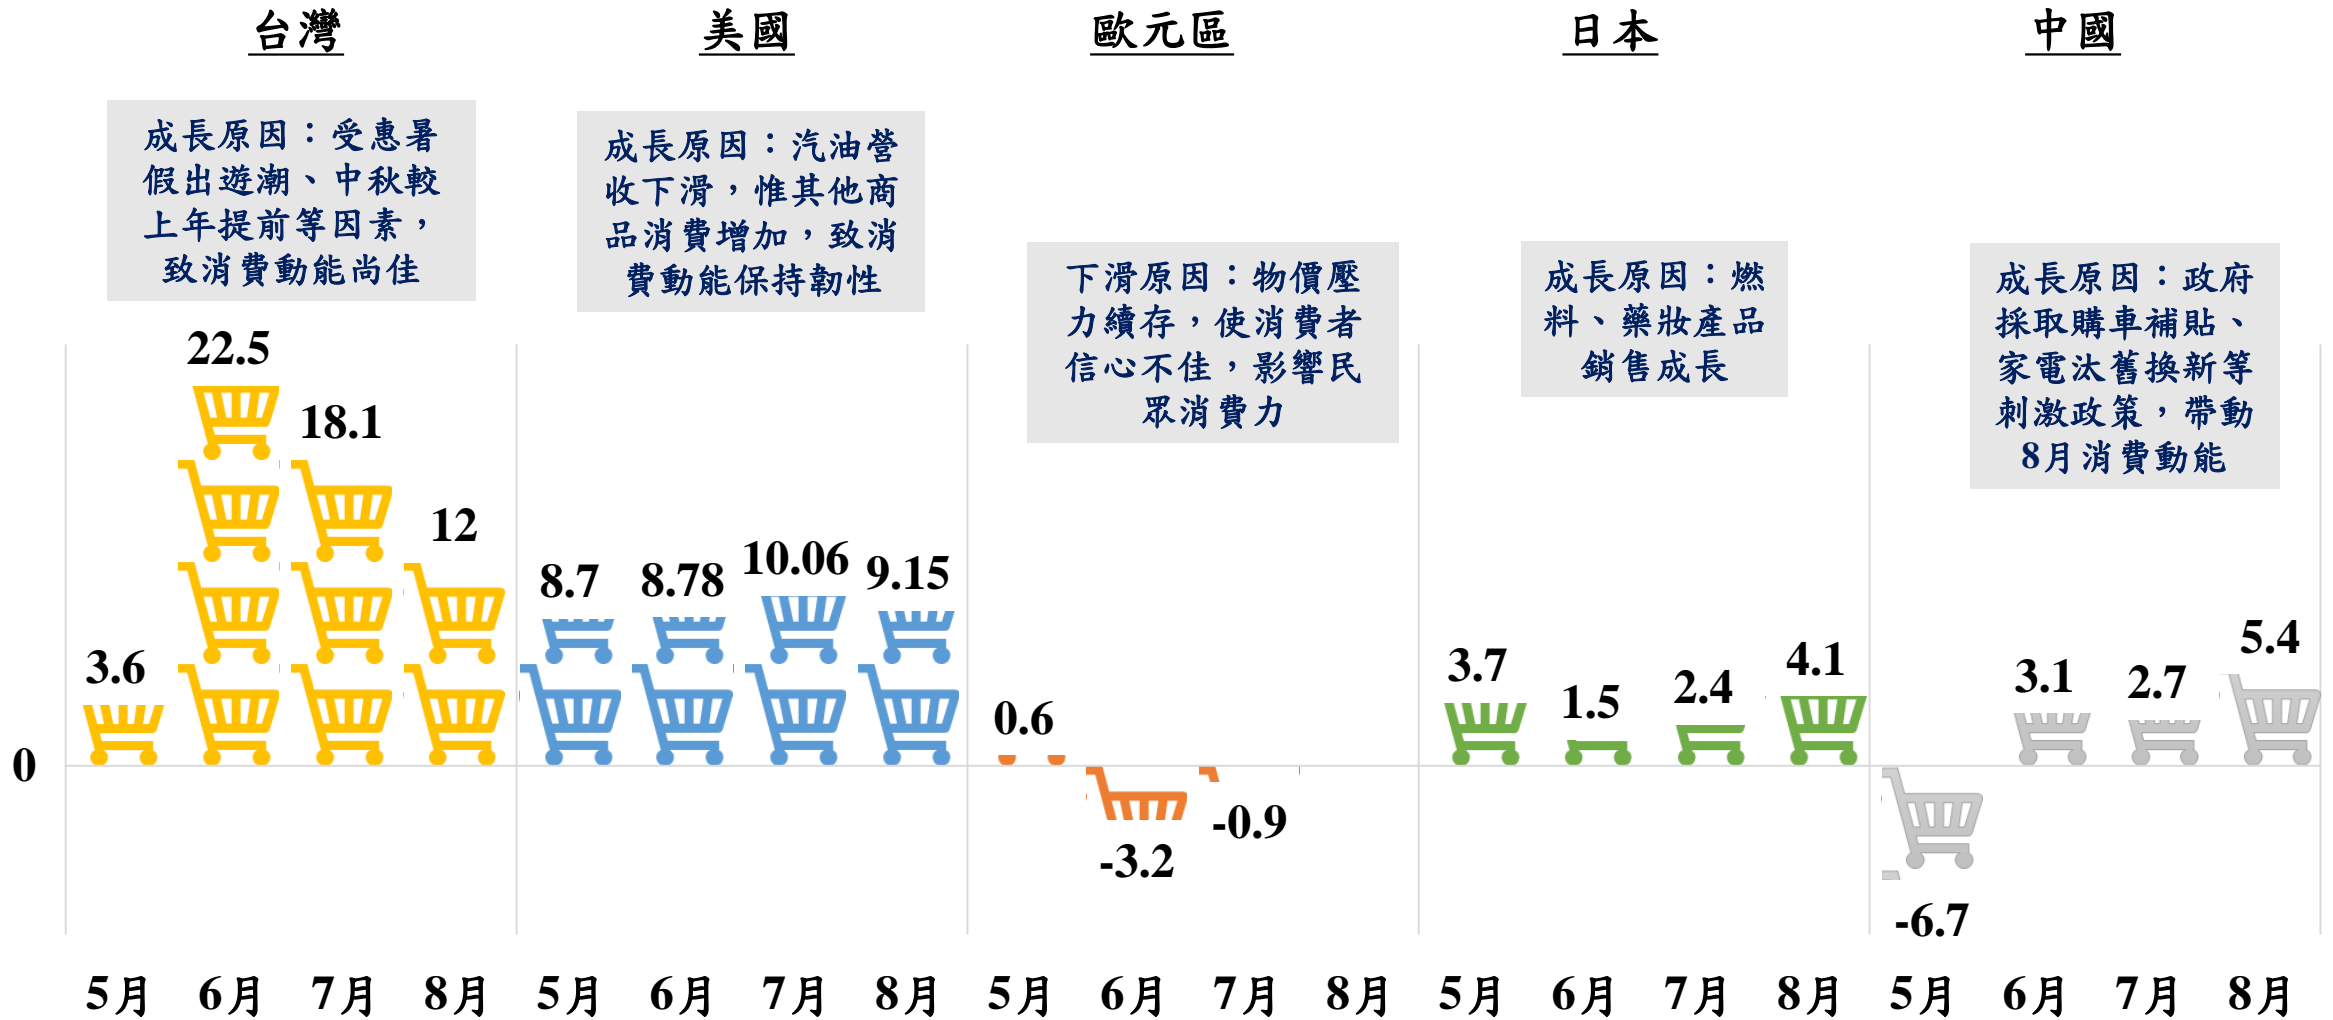 台灣
美國
歐元區
日本
中國
成長原因：受惠暑
假出遊潮、中秋較
上年提前等因素，
致消費動能尚佳
成長原因：汽油營
收下滑，惟其他商
品消費增加，致消
費動能保持韌性
下滑原因：物價壓
力續存，使消費者
信心不佳，影響民
眾消費力
成長原因：燃
料、藥妝產品
銷售成長
成長原因：政府
採取購車補貼、
家電汰舊換新等
刺激政策，帶動
8月消費動能
3.6
22.5
18.1
12
8.7
8.78
10.06
9.15
0.6
-3.2
-0.9
3.7
1.5
2.4
4.1
-6.7
3.1
2.7
5.4
0
5月 6月 7月 8月 5月 6月 7月 8月 5月 6月 7月 8月 5月 6月 7月 8月 5月 6月 7月 8月